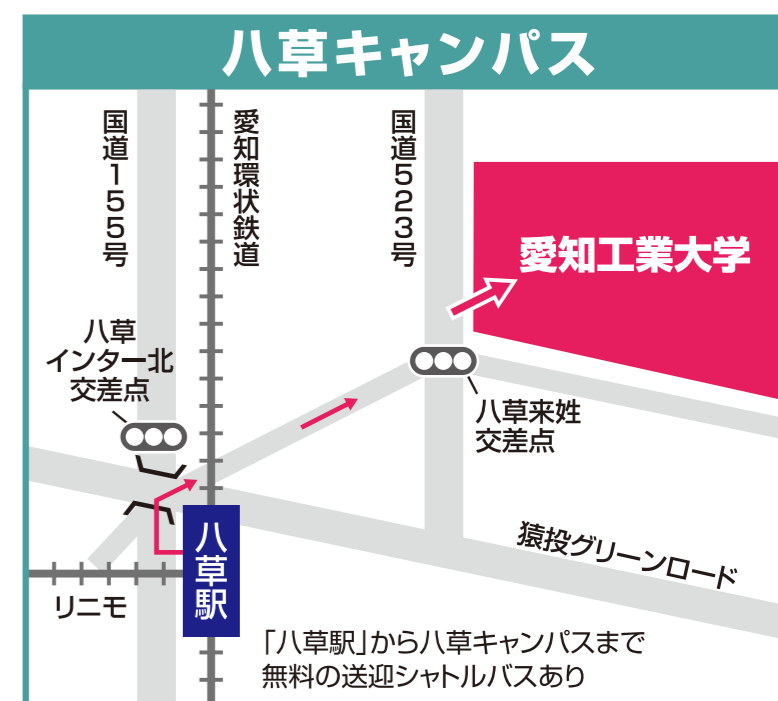 八草キャンパス
国道155号
愛知環状鉄道
国道523号
愛知工業大学
八草
インター北
交差点
八草来姓
交差点
猿投グリーンロード
八草駅
リニモ
「八草駅」から八草キャンパスまで
無料の送迎シャトルバスあり